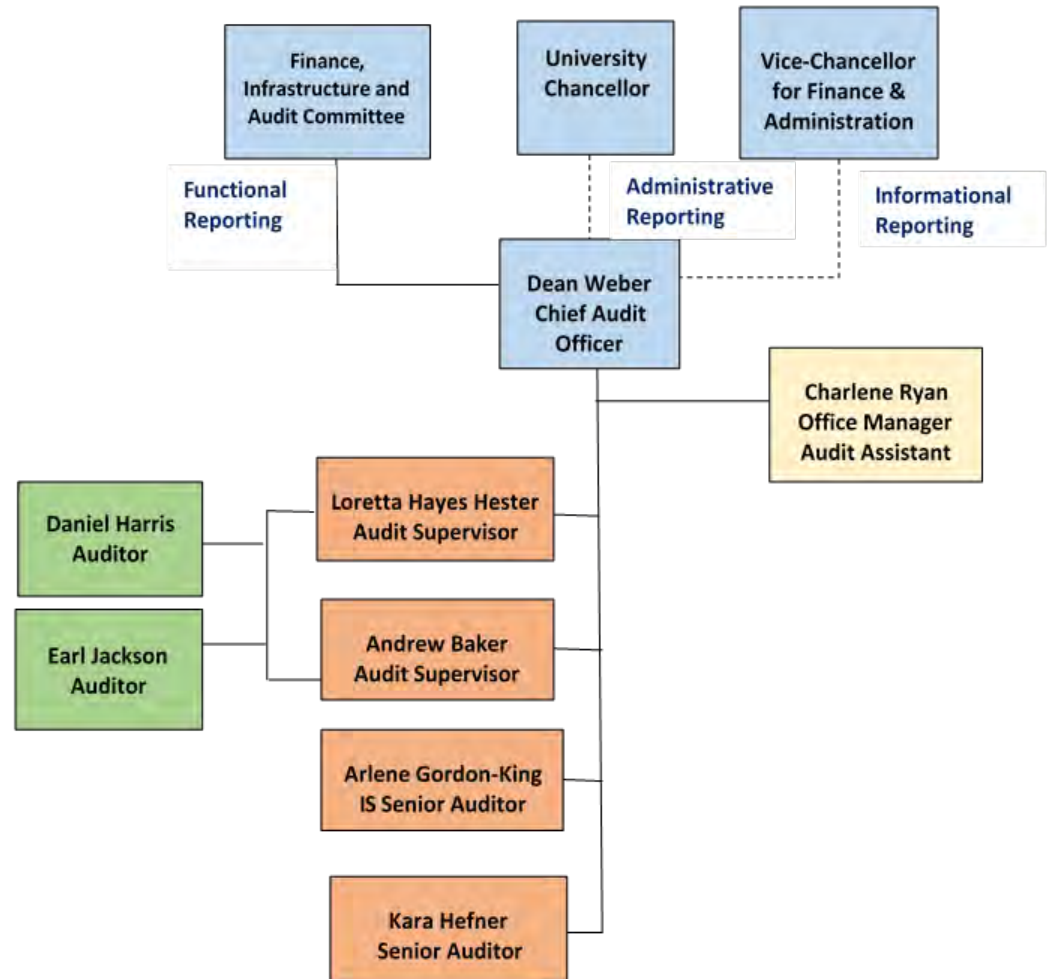 Finance,
Infrastructure and
Audit Committee
University
Chancellor
Vice-Chancellor
for Finance &
Administration
Functional
Reporting
Administrative
Reporting
Informational
Reporting
Dean Weber
Chief Audit
Officer
Charlene Ryan
Office Manager
Audit Assistant
Loretta Hayes Hester
Audit Supervisor
Daniel Harris
Auditor
Andrew Baker
Audit Supervisor
Earl Jackson
Auditor
Arlene Gordon-King
IS Senior Auditor
Kara Hefner
Senior Auditor